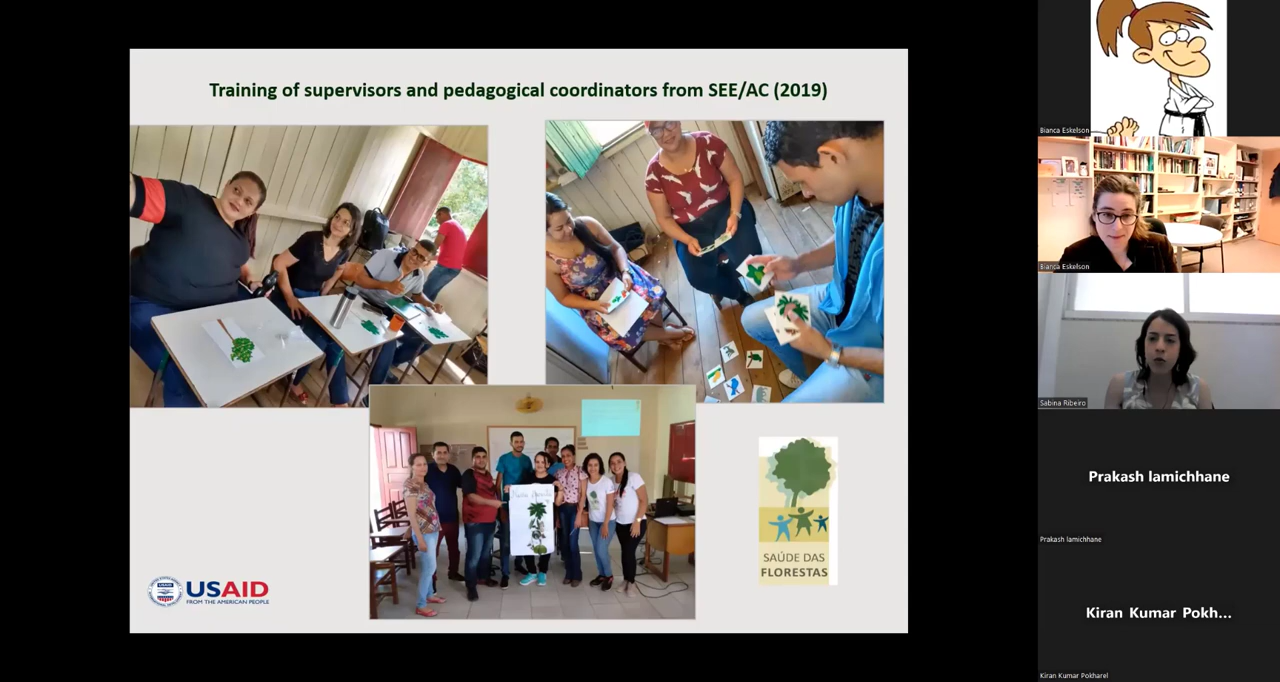 Training of supervisors and pedagogical coordinators from SEE/AC (2019)
SAÚDE DAS
FLORESTAS
USAID
FROM THE AMERICAN PEOPLE
Bianca Eskelson
Bianca Eskelson
Sabina Ribeiro
Prakash lamichhane
Prakash lamichhane
Kiran Kumar Pokh...
Kiran Kumar Pokharel